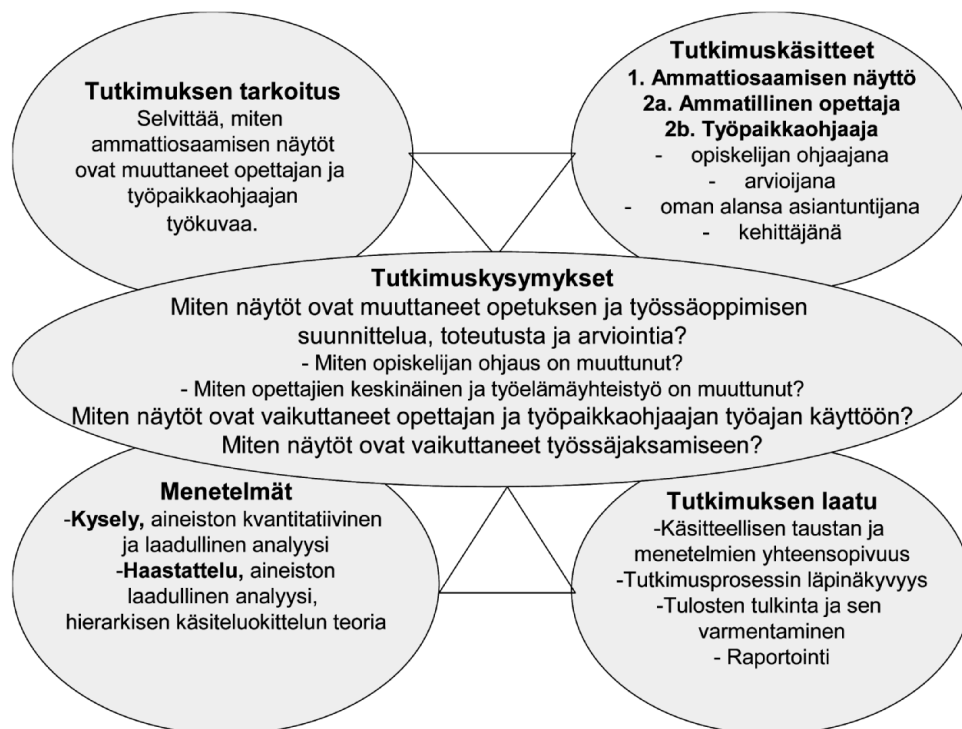 Tutkimuksen tarkoitus
Selvittää, miten
ammattiosaamisen näytöt
ovat muuttaneet opettajan ja
työpaikkaohjaajan
työkuvaa.
Tutkimuskäsitteet
1. Ammattiosaamisen näyttö
2a. Ammatillinen opettaja
2b. Työpaikkaohjaaja
- opiskelijan ohjaajana
- arvioijana
- oman alansa asiantuntijana
- kehittäjänä
Tutkimuskysymykset
Miten näytöt ovat muuttaneet opetuksen ja työssäoppimisen
suunnittelua, toteutusta ja arviointia?
- Miten opiskelijan ohjaus on muuttunut?
- Miten opettajien keskinäinen ja työelämäyhteistyö on muuttunut?
Miten näytöt ovat vaikuttaneet opettajan ja työpaikkaohjaajan työajan käyttöön?
Miten näytöt ovat vaikuttaneet työssäjaksamiseen?
Menetelmät
-Kysely, aineiston kvantitatiivinen
ja laadullinen analyysi
-Haastattelu, aineiston
laadullinen analyysi,
hierarkisen käsiteluokittelun teoria
Tutkimuksen laatu
-Käsitteellisen taustan ja
menetelmien yhteensopivuus
-Tutkimusprosessin läpinäkyvyys
-Tulosten tulkinta ja sen
varmentaminen
- Raportointi